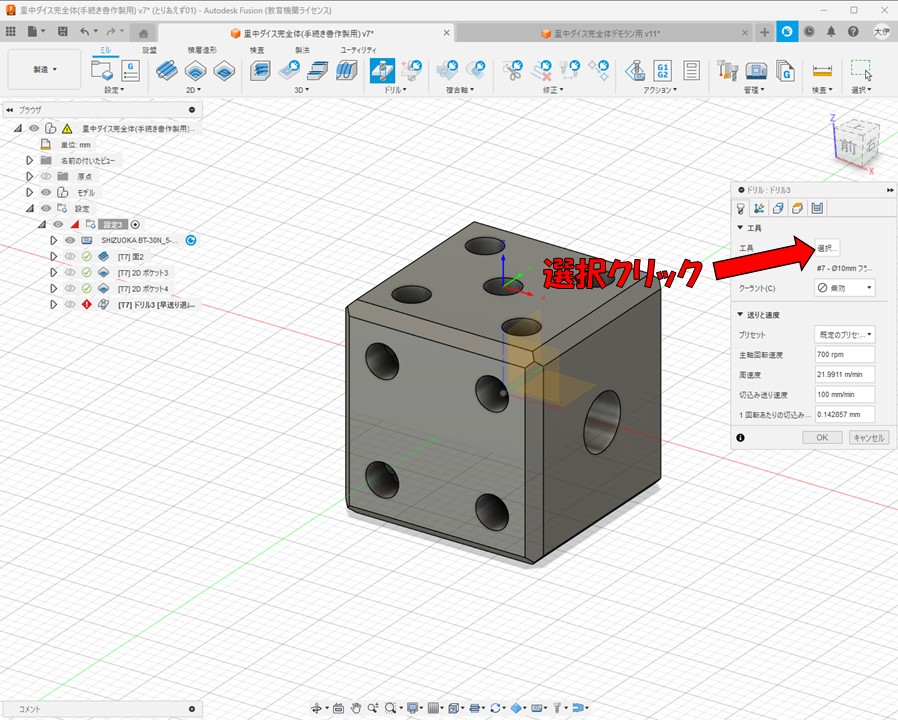 里中ダイス完全体(手続き書作製用) v7* (とりあえず01) - Autodesk Fusion (教育機関ライセンス)
里中ダイス完全体(手続き書作製用) v7*
里中ダイス完全体デモラン用 v11*
大伊
ミル 設盤 積層造形 検査 製法 ユーティリティ
製造
G1
G2
設定 2D 3D ドリル 複合軸 修正 アクション 管理 検査 選択
ブラウザ
里中ダイス完全体(手続き書作製用)...
単位: mm
名前の付いたビュー
原点
モデル
設定
設定3
SHIZUOKA BT-30N_S-...
[T7] 面2
[T7] 2D ポケット3
[T7] 2D ポケット4
[T7] ドリル3 [早送り退]...
Z
前
右
X
ドリル : ドリル3
工具
工具 選択...
#7 - Ø10mm フラ...
クーラント(C) 無効
送りと速度
プリセット 既定のプリセ...
主軸回転速度 700 rpm
周速度 21.9911 m/min
切込み送り速度 100 mm/min
1 回転あたりの切込み... 0.142857 mm
OK キャンセル
選択クリック
コメント